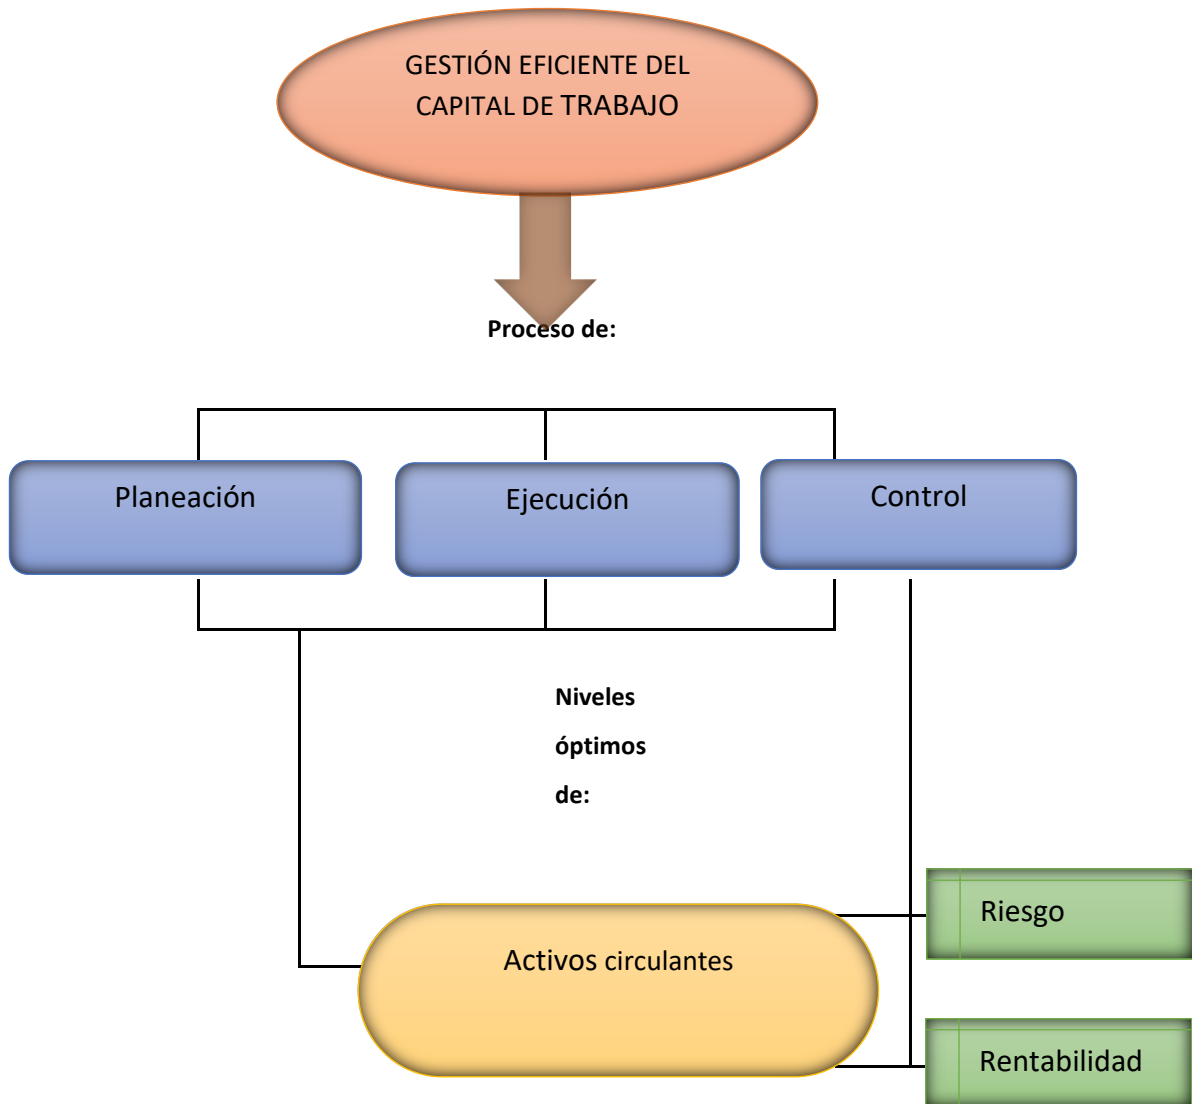 GESTIÓN EFICIENTE DEL
CAPITAL DE TRABAJO
Proceso de:
Planeación
Ejecución
Control
Niveles
óptimos
de:
Activos circulantes
Riesgo
Rentabilidad